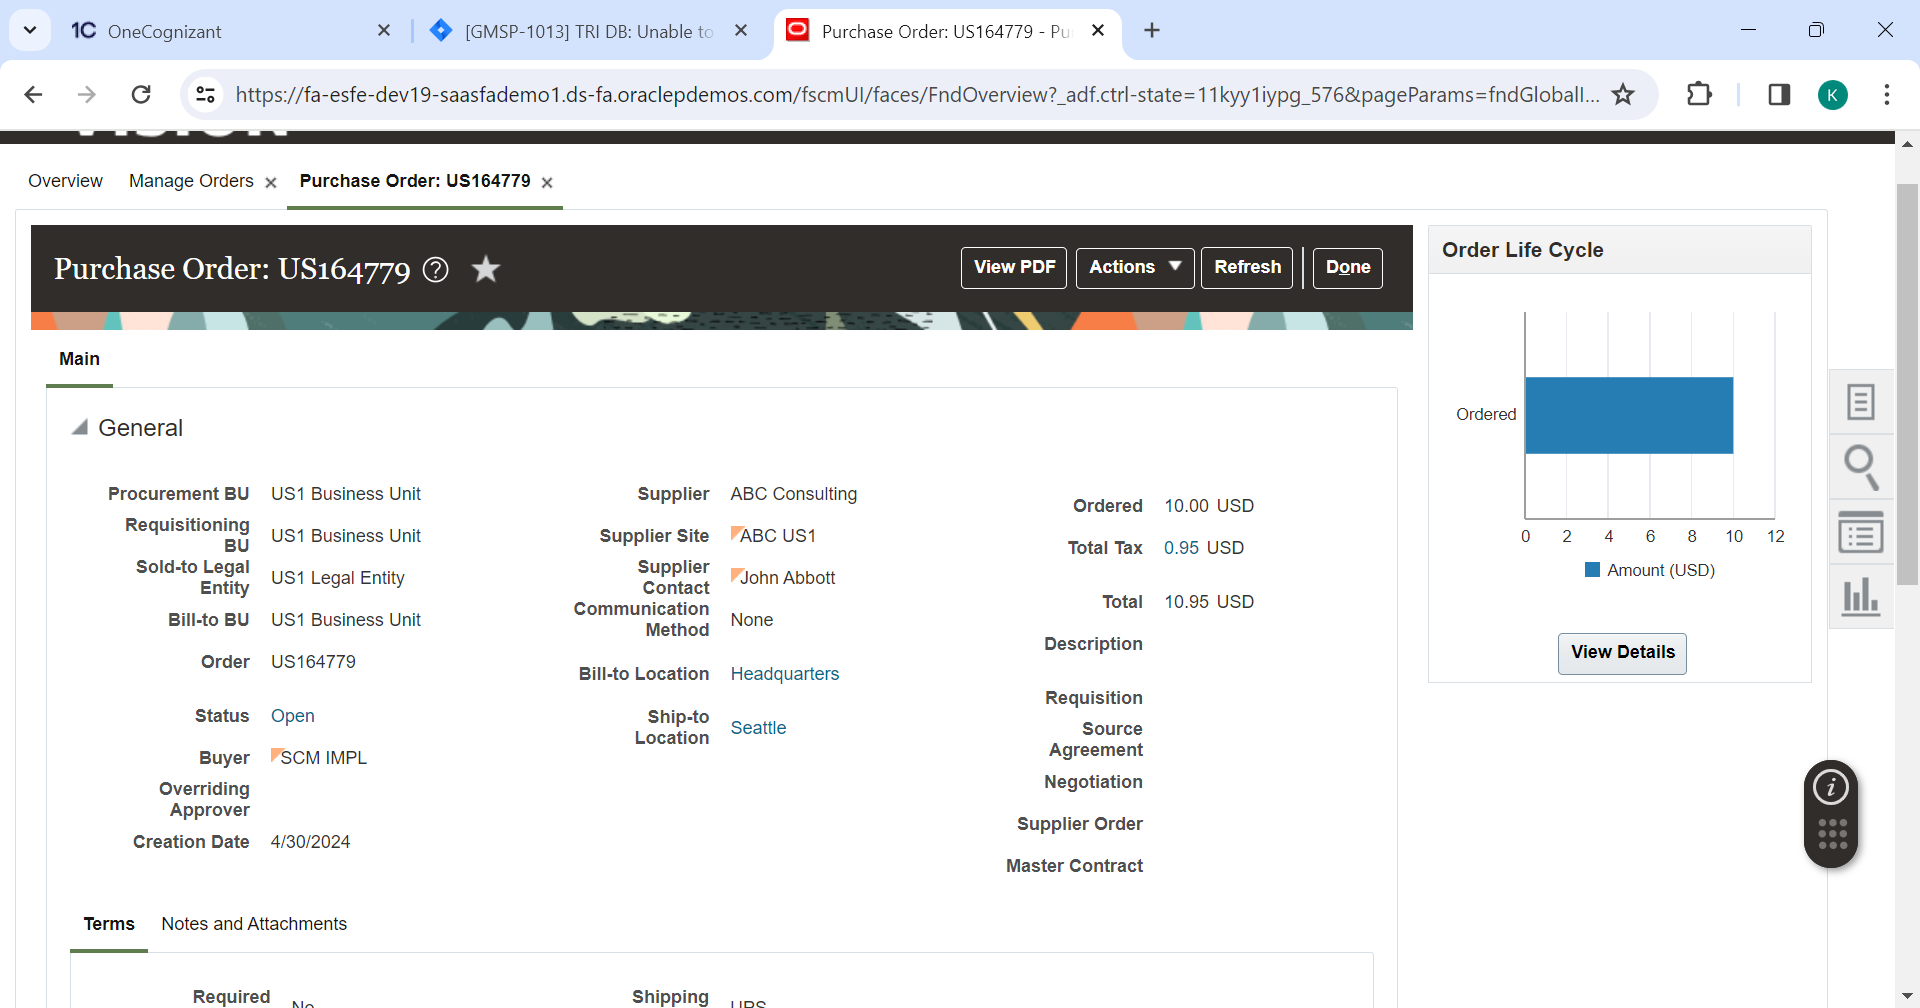 OneCognizant
[GMSP-1013] TRI DB: Unable to
Purchase Order: US164779 - Pu
https://fa-esfe-dev19-saasfademo1.ds-fa.oraclepdemos.com/fscmUI/faces/FndOverview?_adf.ctrl-state=11kyy1iypg_576&pageParams=fndGlobalI...
K
Overview
Manage Orders
Purchase Order: US164779
Purchase Order: US164779
View PDF
Actions
Refresh
Done
Main
General
Procurement BU US1 Business Unit
Requisitioning
BU US1 Business Unit
Sold-to Legal
Entity US1 Legal Entity
Bill-to BU US1 Business Unit
Order US164779
Status Open
Buyer SCM IMPL
Overriding
Approver
Creation Date 4/30/2024
Supplier ABC Consulting
Supplier Site ABC US1
Supplier
Contact John Abbott
Communication
Method None
Bill-to Location Headquarters
Ship-to
Location Seattle
Ordered 10.00 USD
Total Tax 0.95 USD
Total 10.95 USD
Description
Requisition
Source
Agreement
Negotiation
Supplier Order
Master Contract
Terms
Notes and Attachments
Required No
Shipping UPS
Order Life Cycle
Ordered
0 2 4 6 8 10 12
Amount (USD)
View Details